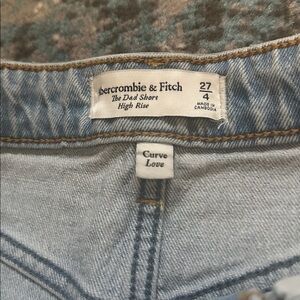 Abercrombie & Fitch
The Dad Short
High Rise
27
4
MADE IN
CAMBODIA
Curve
Love